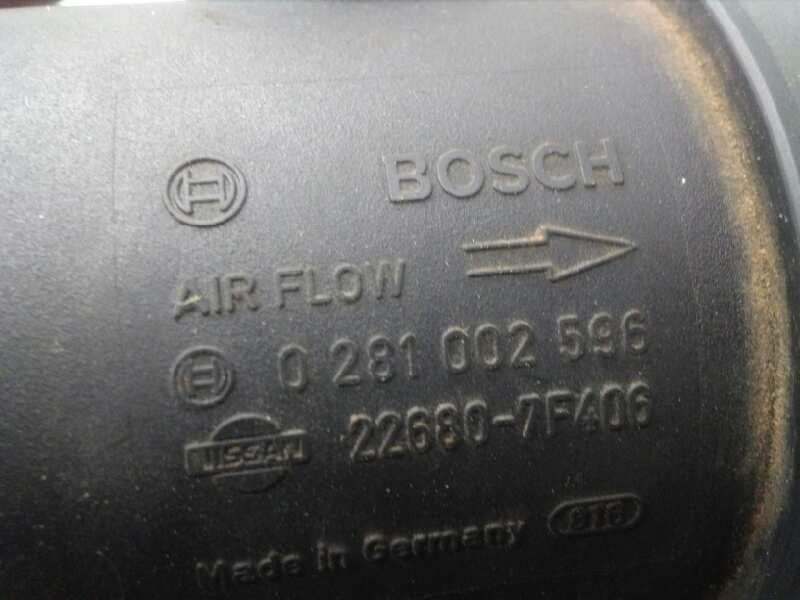 BOSCH
AIR FLOW
0 281 002 596
NISSAN 22680-7F406
Made in Germany